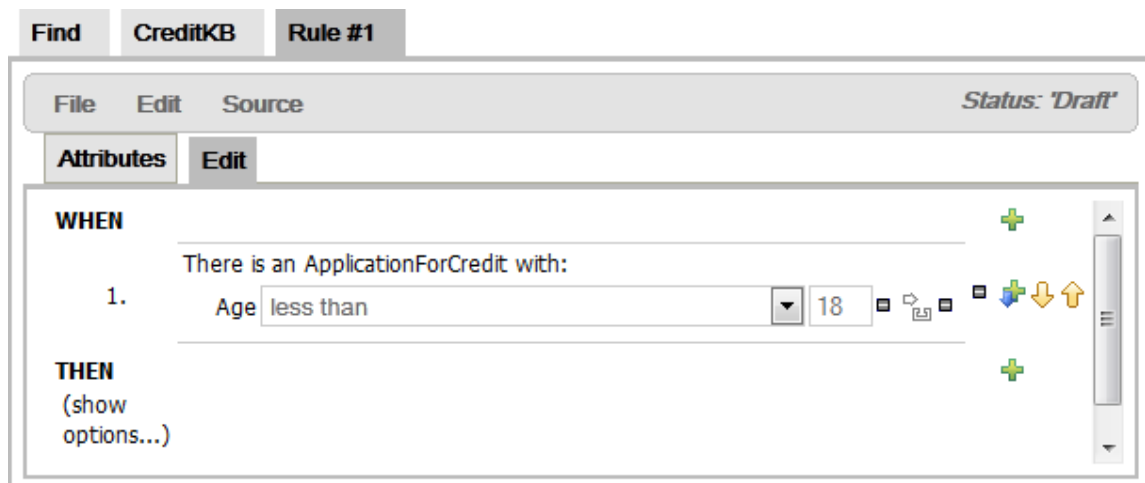 Find CreditKB Rule #1
File Edit Source Status: 'Draft'
Attributes Edit
WHEN
There is an ApplicationForCredit with:
1. Age less than 18
THEN
(show
options...)